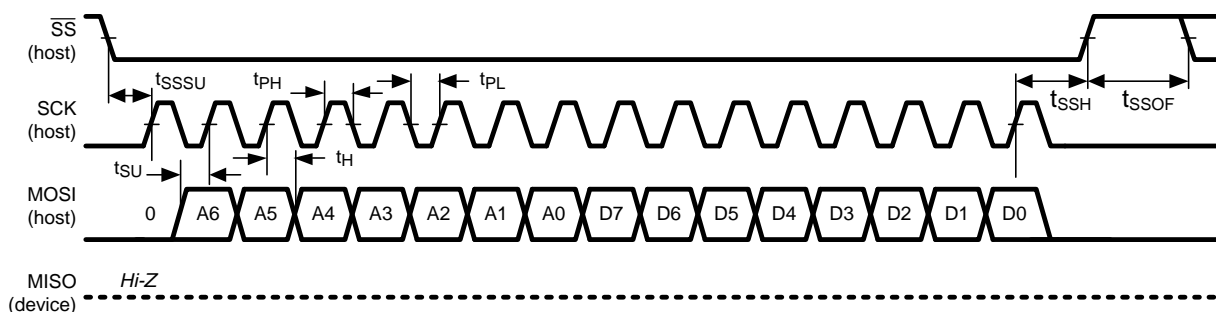 SS
(host)
tSSSU
tPH
tPL
SCK
(host)
tSSH
tSSOF
tSU
tH
MOSI
(host)
0 A6 A5 A4 A3 A2 A1 A0 D7 D6 D5 D4 D3 D2 D1 D0
MISO
(device)
Hi-Z